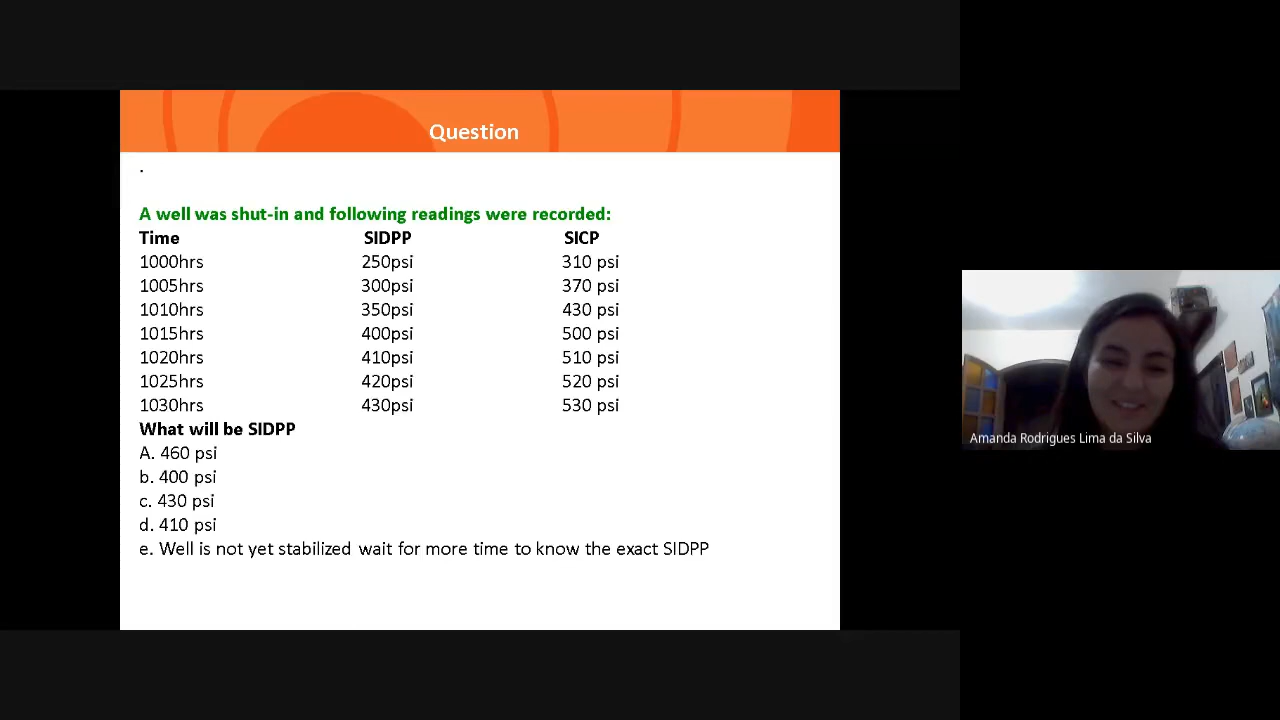 Question
.
A well was shut-in and following readings were recorded:
Time SIDPP SICP
1000hrs 250psi 310 psi
1005hrs 300psi 370 psi
1010hrs 350psi 430 psi
1015hrs 400psi 500 psi
1020hrs 410psi 510 psi
1025hrs 420psi 520 psi
1030hrs 430psi 530 psi
What will be SIDPP
A. 460 psi
b. 400 psi
c. 430 psi
d. 410 psi
e. Well is not yet stabilized wait for more time to know the exact SIDPP
Amanda Rodrigues Lima da Silva